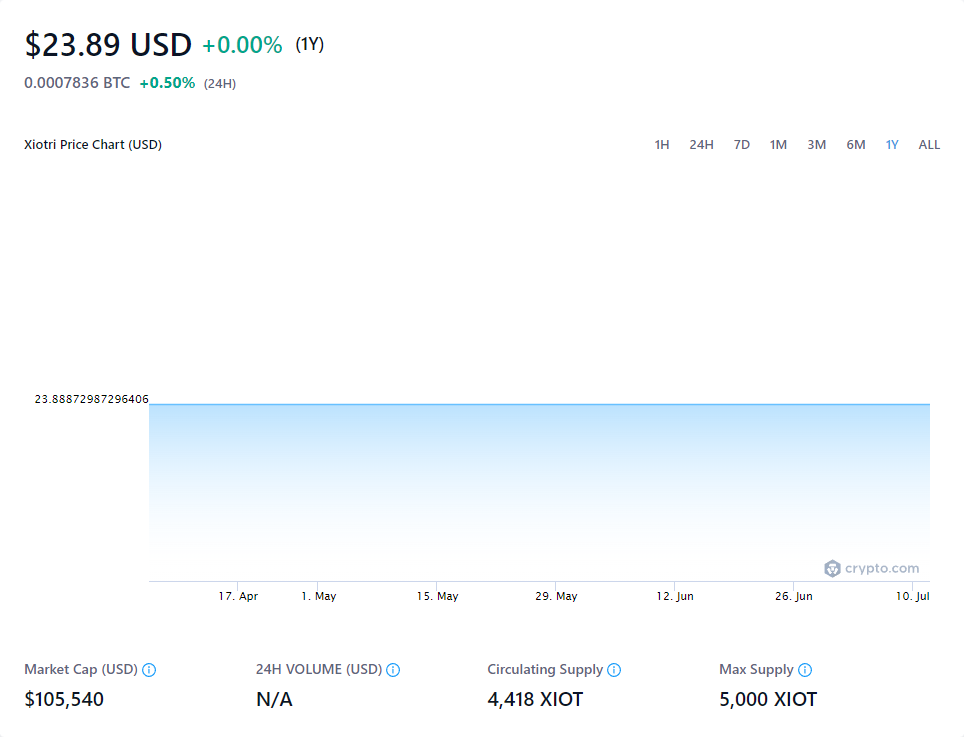 $23.89 USD +0.00% (1Y)
0.0007836 BTC +0.50% (24H)
Xiotri Price Chart (USD) 1H 24H 7D 1M 3M 6M 1Y ALL
23.88872987296406
crypto.com
17. Apr 1. May 15. May 29. May 12. Jun 26. Jun 10. Jul
Market Cap (USD) 24H VOLUME (USD) Circulating Supply Max Supply
$105,540 N/A 4,418 XIOT 5,000 XIOT